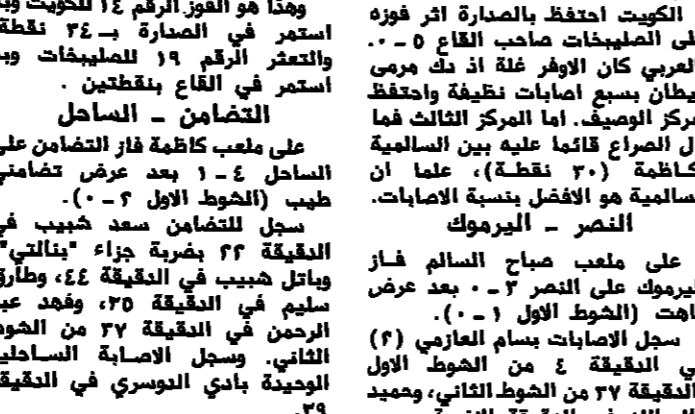 الكويت احتفظ بالصدارة اثر فوزه
على الصليبخات صاحب القاع ٥ - ٠.
العربي كان الاوفر غلة اذ دك مرمى
بسبع اصابات نظيفة واحتفظ
بمركز الوصيف. اما المركز الثالث فما
زال الصراع قائما عليه بين السالمية
وكاظمة (٣٠ نقطة)، علما ان
السالمية هو الافضل بنسبة الاصابات.
النصر - اليرموك
على ملعب صباح السالم فاز
اليرموك على النصر ٣ - ٠ بعد عرض
باهت (الشوط الاول ١ - ٠).
سجل الاصابات بسام العازمي (٢)
في الدقيقة ٤ من الشوط الاول
والدقيقة ٣٧ من الشوط الثاني، وحميد
وهذا هو الفوز الرقم ١٤ للكويت
استمر في الصدارة بـ ٣٤ نقطة
والتعثر الرقم ١٩ للصليبخات
استمر في القاع بنقطتين .
التضامن - الساحل
على ملعب كاظمة فاز التضامن على
الساحل ٤ - ١ بعد عرض تضامني
طيب (الشوط الاول ٢ - ٠).
سجل للتضامن سعد شبيب في
الدقيقة ٢٢ بضربة جزاء "بنالتي"
وباتل شبيب في الدقيقة ٤٤، وطارق
سليم في الدقيقة ٢٥، وفهد عبد
الرحمن في الدقيقة ٣٧ من الشوط
الثاني. وسجل الاصابة الساحلية
الوحيدة بادي الدوسري في الدقيقة
٢٩.